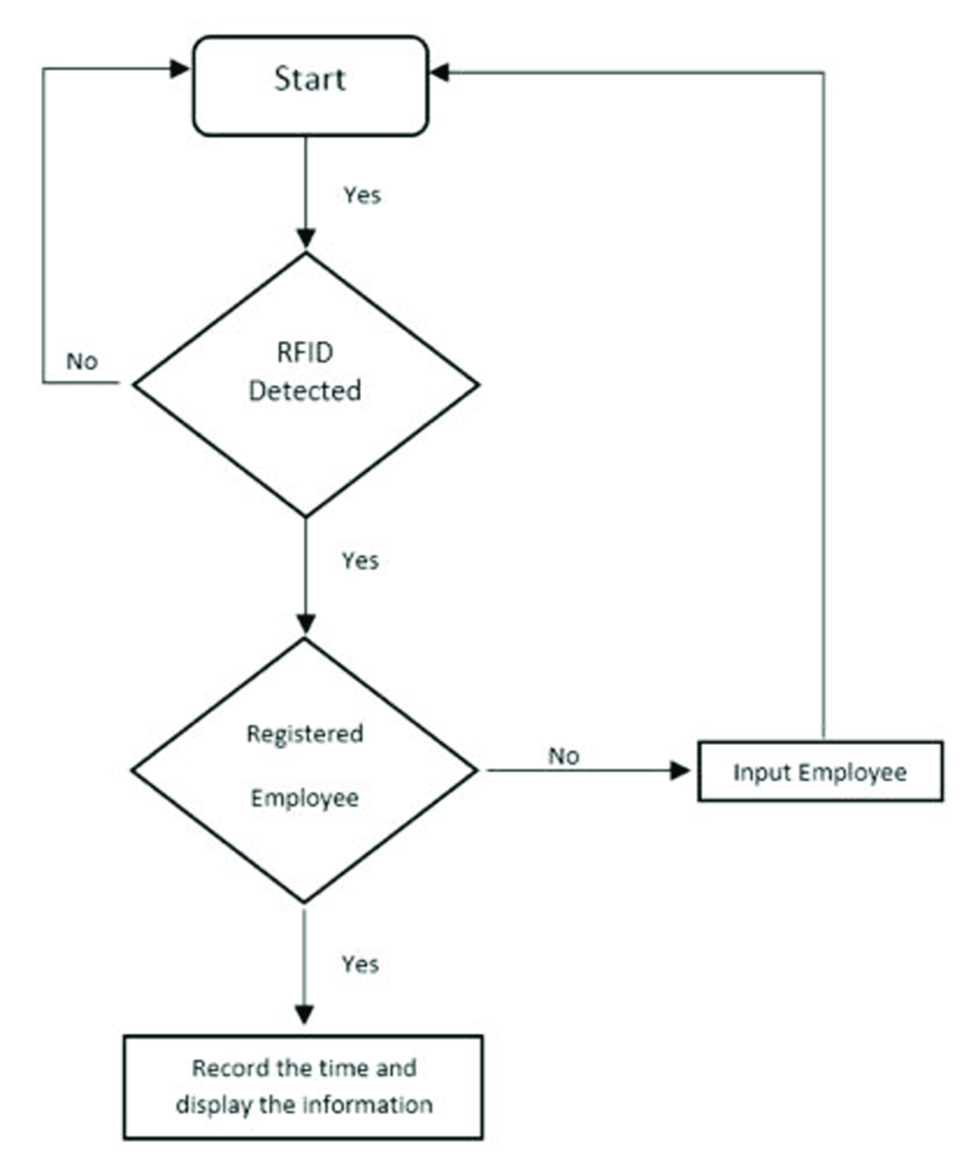 Start
Yes
RFID
Detected
No
Yes
Registered
Employee
No
Input Employee
Yes
Record the time and
display the information